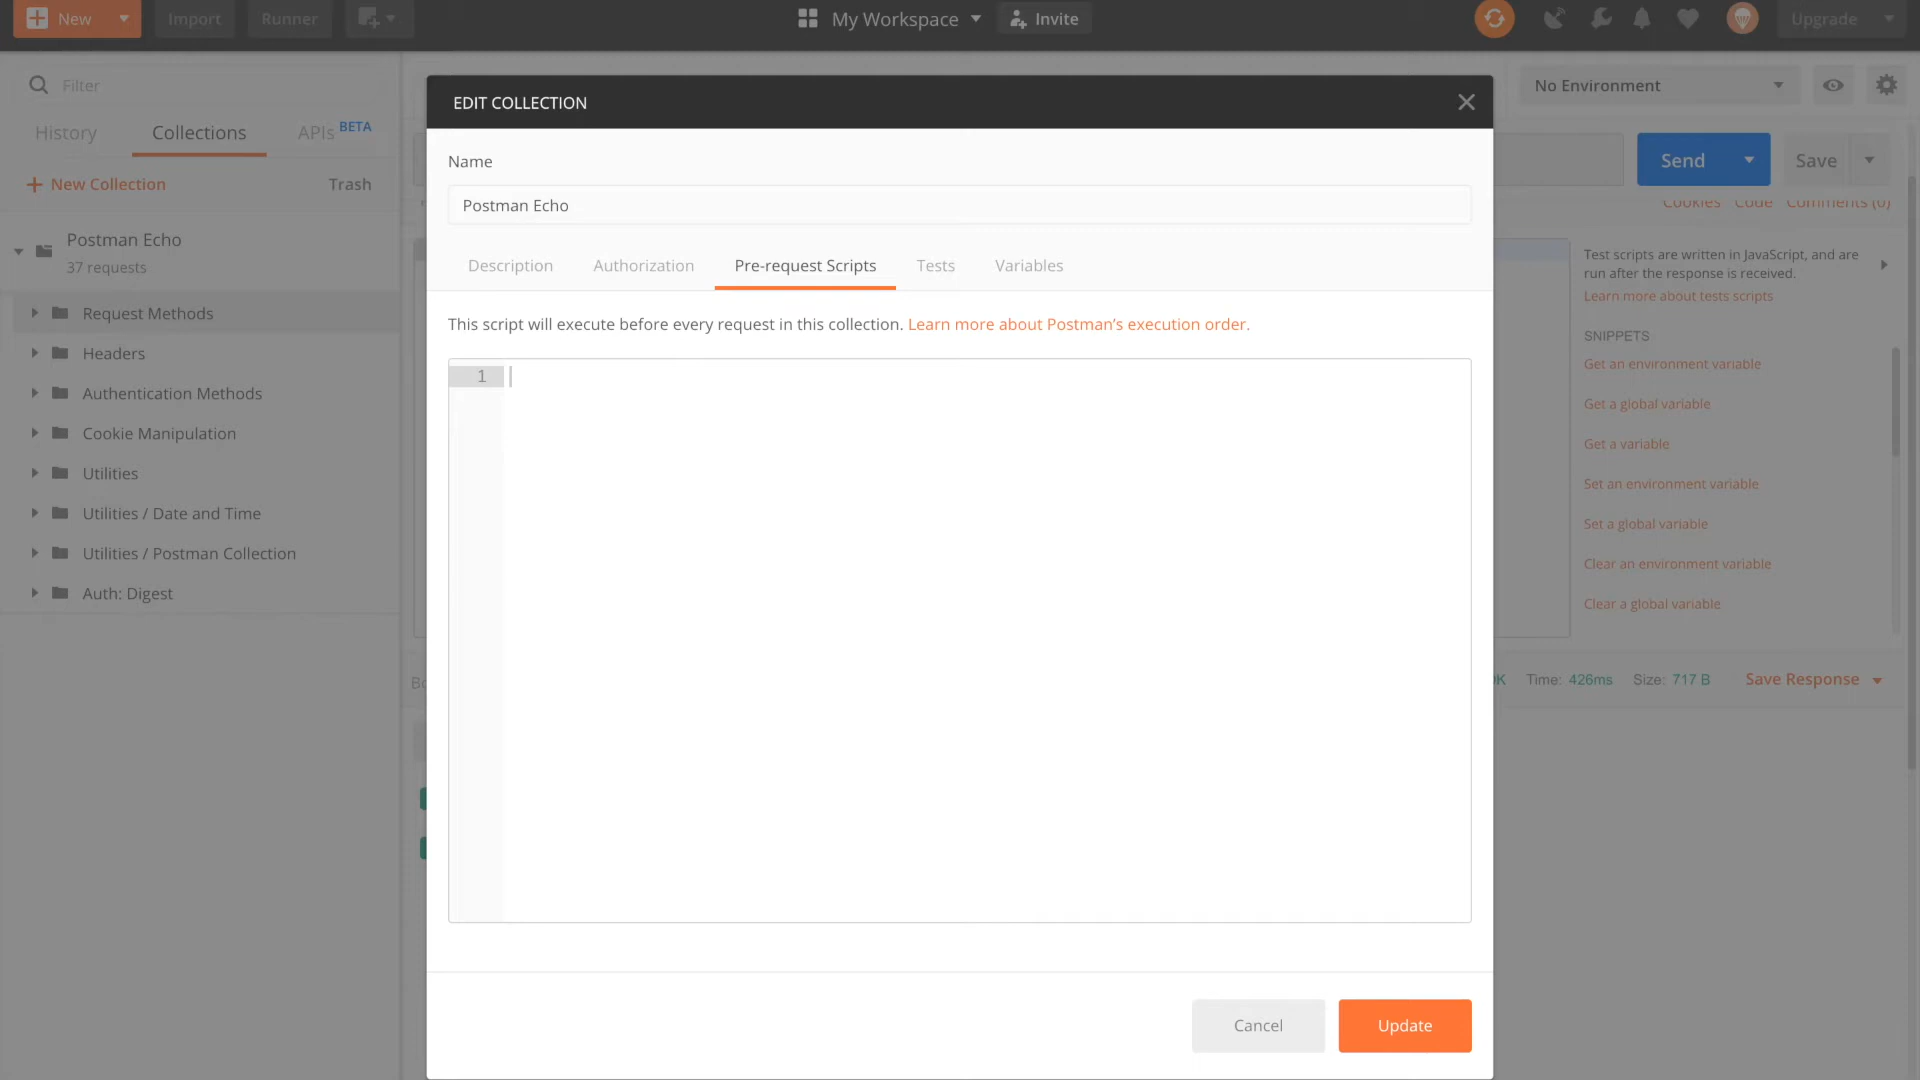 New
Import
Runner
My Workspace
Invite
Upgrade
Filter
History
Collections
APIs BETA
New Collection
Trash
Postman Echo
37 requests
Request Methods
Headers
Authentication Methods
Cookie Manipulation
Utilities
Utilities / Date and Time
Utilities / Postman Collection
Auth: Digest
EDIT COLLECTION
Name
Postman Echo
Description
Authorization
Pre-request Scripts
Tests
Variables
This script will execute before every request in this collection. Learn more about Postman’s execution order.
1
Cancel
Update
No Environment
Send
Save
Cookies Code Comments (0)
Test scripts are written in JavaScript, and are
run after the response is received.
Learn more about tests scripts
SNIPPETS
Get an environment variable
Get a global variable
Get a variable
Set an environment variable
Set a global variable
Clear an environment variable
Clear a global variable
Time: 426ms Size: 717 B Save Response